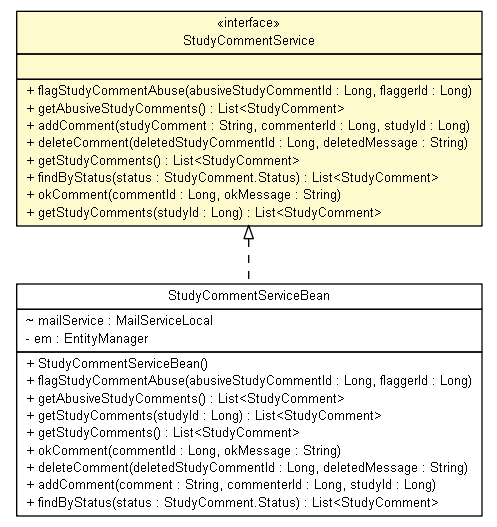 «interface»
StudyCommentService
+ flagStudyCommentAbuse(abusiveStudyCommentId : Long, flaggerId : Long)
+ getAbusiveStudyComments() : List<StudyComment>
+ addComment(studyComment : String, commenterId : Long, studyId : Long)
+ deleteComment(deletedStudyCommentId : Long, deletedMessage : String)
+ getStudyComments() : List<StudyComment>
+ findByStatus(status : StudyComment.Status) : List<StudyComment>
+ okComment(commentId : Long, okMessage : String)
+ getStudyComments(studyId : Long) : List<StudyComment>
StudyCommentServiceBean
~ mailService : MailServiceLocal
- em : EntityManager
+ StudyCommentServiceBean()
+ flagStudyCommentAbuse(abusiveStudyCommentId : Long, flaggerId : Long)
+ getAbusiveStudyComments() : List<StudyComment>
+ getStudyComments(studyId : Long) : List<StudyComment>
+ getStudyComments() : List<StudyComment>
+ okComment(commentId : Long, okMessage : String)
+ deleteComment(deletedStudyCommentId : Long, deletedMessage : String)
+ addComment(comment : String, commenterId : Long, studyId : Long)
+ findByStatus(status : StudyComment.Status) : List<StudyComment>